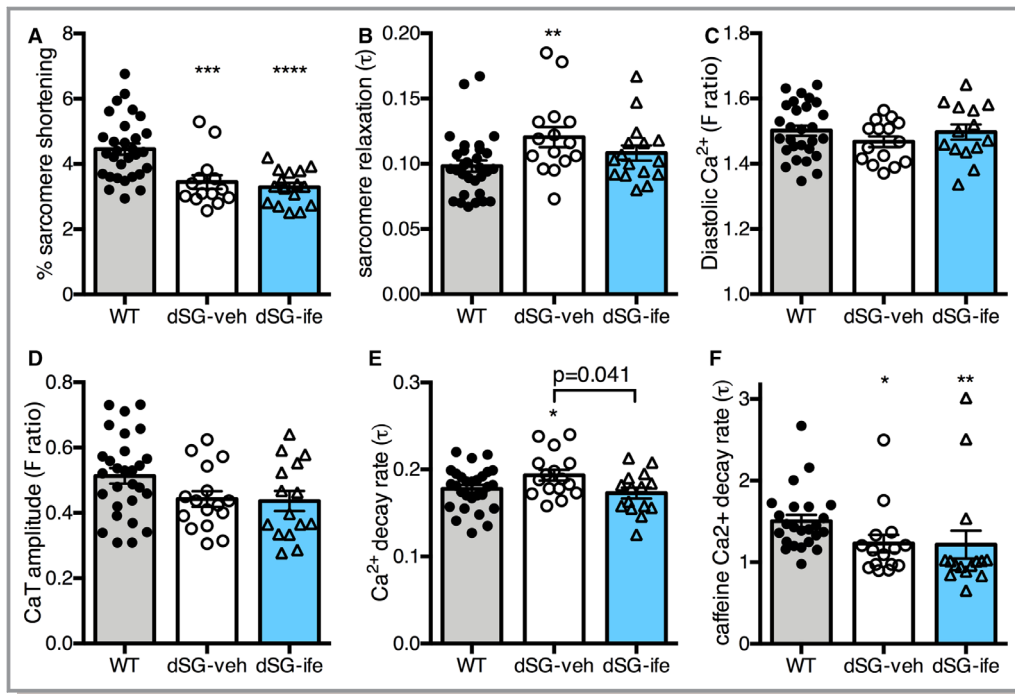 A
% sarcomere shortening
8
6
4
2
0
***
****
WT
dSG-veh
dSG-ife
B
sarcomere relaxation (τ)
0.20
0.15
0.10
0.05
0.00
**
WT
dSG-veh
dSG-ife
C
Diastolic Ca²⁺ (F ratio)
1.8
1.6
1.4
1.2
1.0
WT
dSG-veh
dSG-ife
D
CaT amplitude (F ratio)
0.8
0.6
0.4
0.2
0.0
WT
dSG-veh
dSG-ife
E
Ca²⁺ decay rate (τ)
0.3
0.2
0.1
0.0
p=0.041
*
WT
dSG-veh
dSG-ife
F
caffeine Ca2+ decay rate (τ)
3
2
1
0
*
**
WT
dSG-veh
dSG-ife